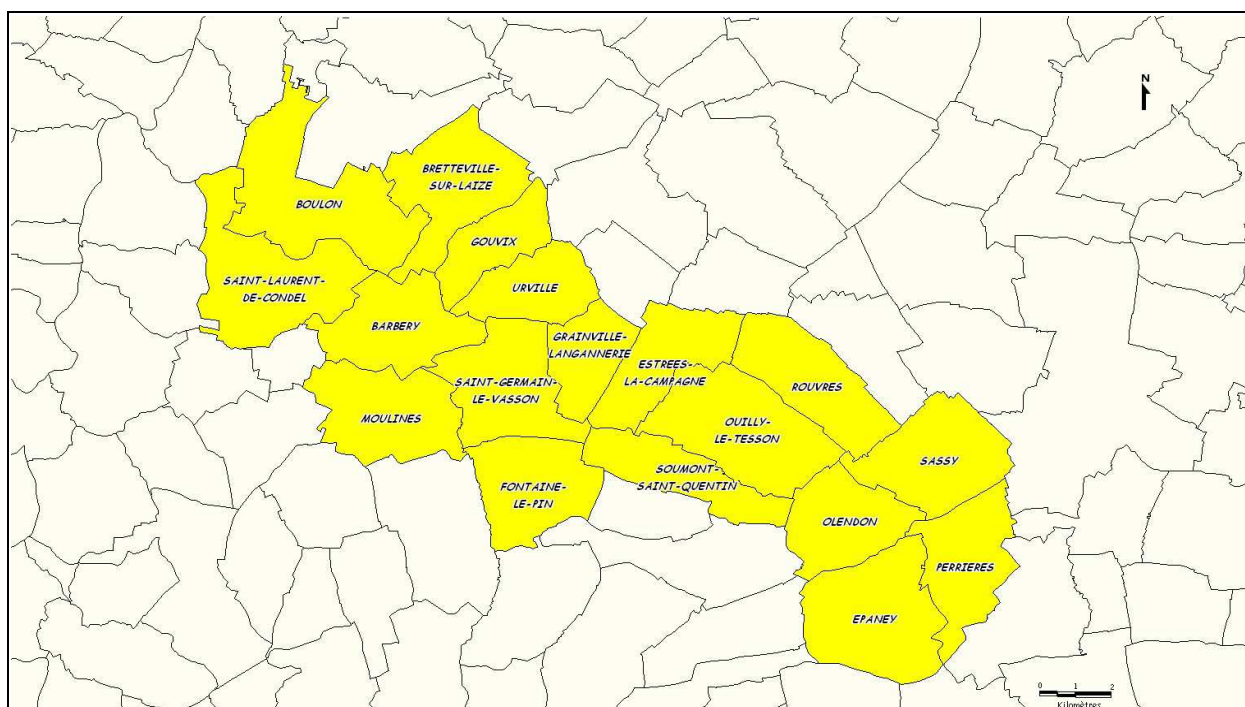 N
BRETTEVILLE-
SUR-LAIZE
BOULON
GOUVIX
SAINT-LAURENT-
DE-CONDEL
URVILLE
BARBERY
GRAINVILLE-
LANGANNERIE
ESTREES-
LA-CAMPAGNE
ROUVRES
SAINT-GERMAIN-
LE-VASSON
MOULINES
OUILLY-
LE-TESSON
SASSY
SOUMONT-
SAINT-QUENTIN
FONTAINE-
LE-PIN
OLENDON
PERRIERES
EPANEY
0 1 2
Kilomètres